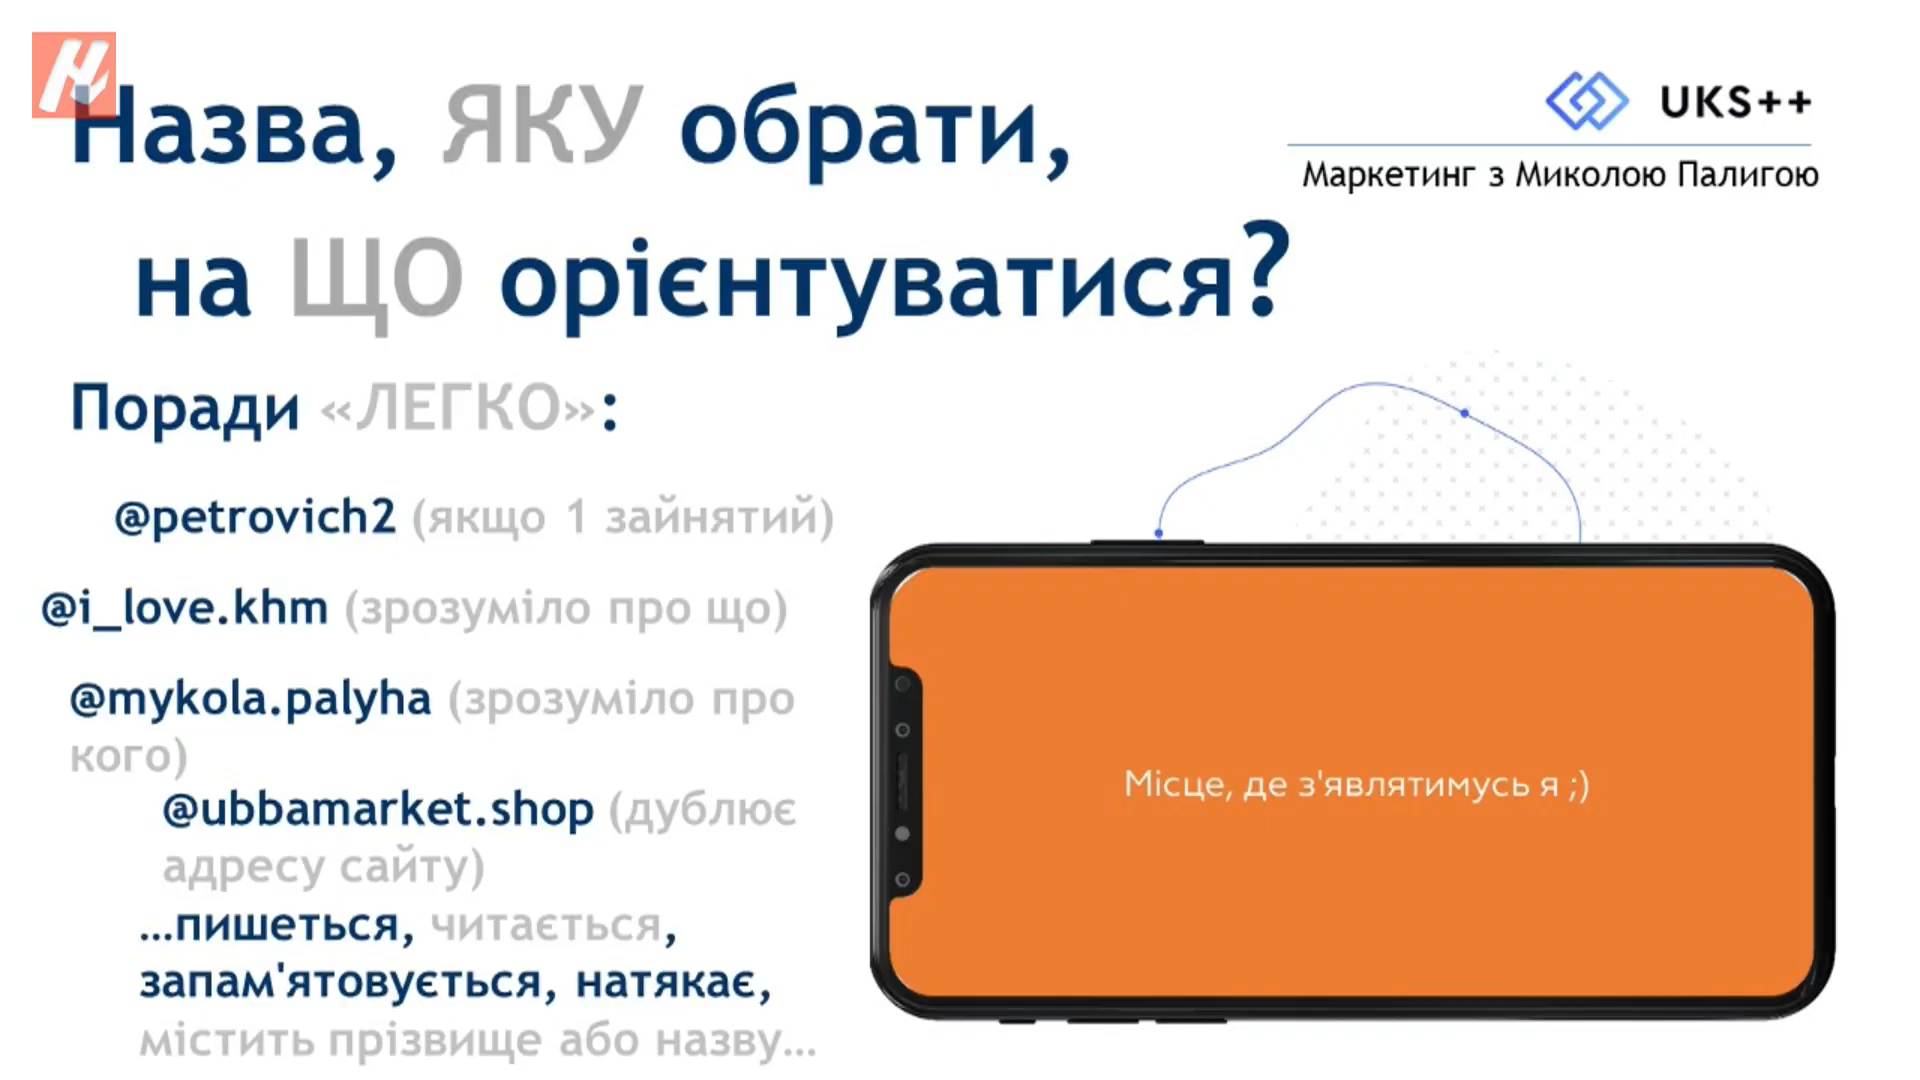 Назва, ЯКУ обрати,
на ЩО орієнтуватися?
UKS++
Маркетинг з Миколою Палигою
Поради «ЛЕГКО»:
@petrovich2 (якщо 1 зайнятий)
@i_love.khm (зрозуміло про що)
@mykola.palyha (зрозуміло про
кого)
@ubbamarket.shop (дублює
адресу сайту)
...пишеться, читається,
запам'ятовується, натякає,
містить прізвище або назву...
Місце, де з'являтимусь я ;)